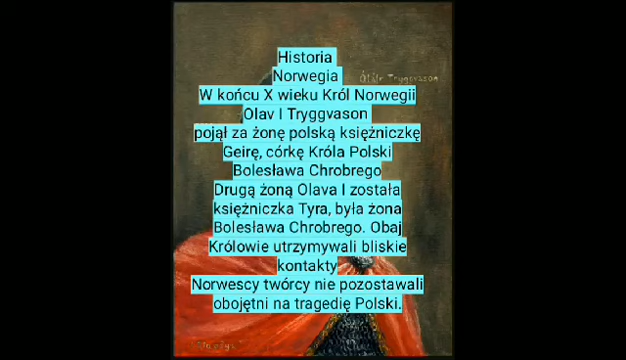 Historia
Norwegia
Óláfr Tryggvason
W końcu X wieku Król Norwegii
Olav I Tryggvason
pojął za żonę polską księżniczkę
Geirę, córkę Króla Polski
Bolesława Chrobrego
Drugą żoną Olava I została
księżniczka Tyra, była żona
Bolesława Chrobrego. Obaj
Królowie utrzymywali bliskie
kontakty
Norwescy twórcy nie pozostawali
obojętni na tragedię Polski.